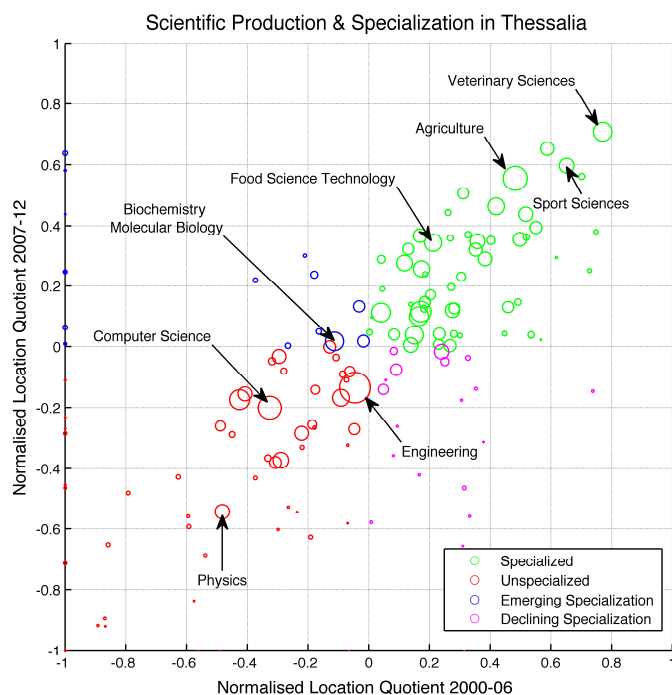 Scientific Production & Specialization in Thessalia
Normalised Location Quotient 2007-12
1
0.8
0.6
0.4
0.2
0
-0.2
-0.4
-0.6
-0.8
-1
Veterinary Sciences
Agriculture
Food Science Technology
Sport Sciences
Biochemistry
Molecular Biology
Computer Science
Engineering
Physics
Specialized
Unspecialized
Emerging Specialization
Declining Specialization
-1 -0.8 -0.6 -0.4 -0.2 0 0.2 0.4 0.6 0.8
Normalised Location Quotient 2000-06